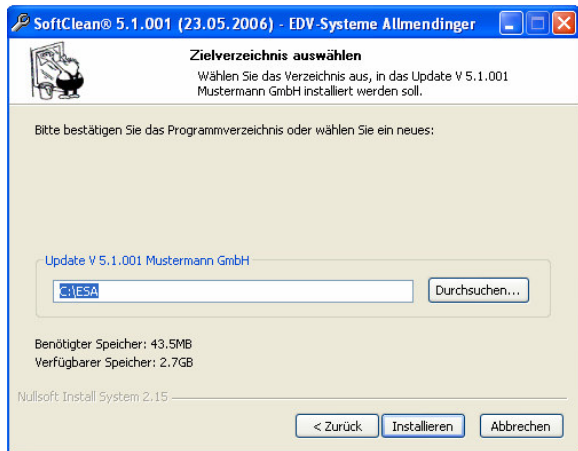 SoftClean® 5.1.001 (23.05.2006) - EDV-Systeme Allmendinger
Zielverzeichnis auswählen
Wählen Sie das Verzeichnis aus, in das Update V 5.1.001
Mustermann GmbH installiert werden soll.
Bitte bestätigen Sie das Programmverzeichnis oder wählen Sie ein neues:
Update V 5.1.001 Mustermann GmbH
C:\ESA
Durchsuchen...
Benötigter Speicher: 43.5MB
Verfügbarer Speicher: 2.7GB
Nullsoft Install System 2.15
< Zurück
Installieren
Abbrechen